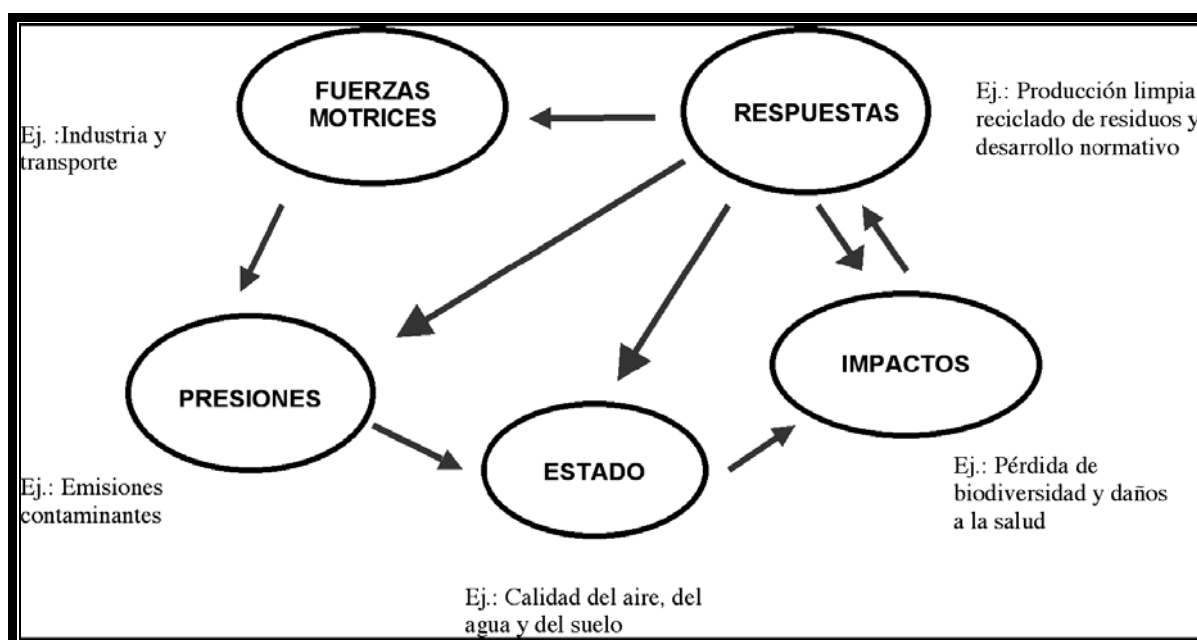 FUERZAS
MOTRICES
RESPUESTAS
Ej.: Producción limpia
reciclado de residuos y
desarrollo normativo
Ej. :Industria y
transporte
PRESIONES
IMPACTOS
ESTADO
Ej.: Emisiones
contaminantes
Ej.: Pérdida de
biodiversidad y daños
a la salud
Ej.: Calidad del aire, del
agua y del suelo